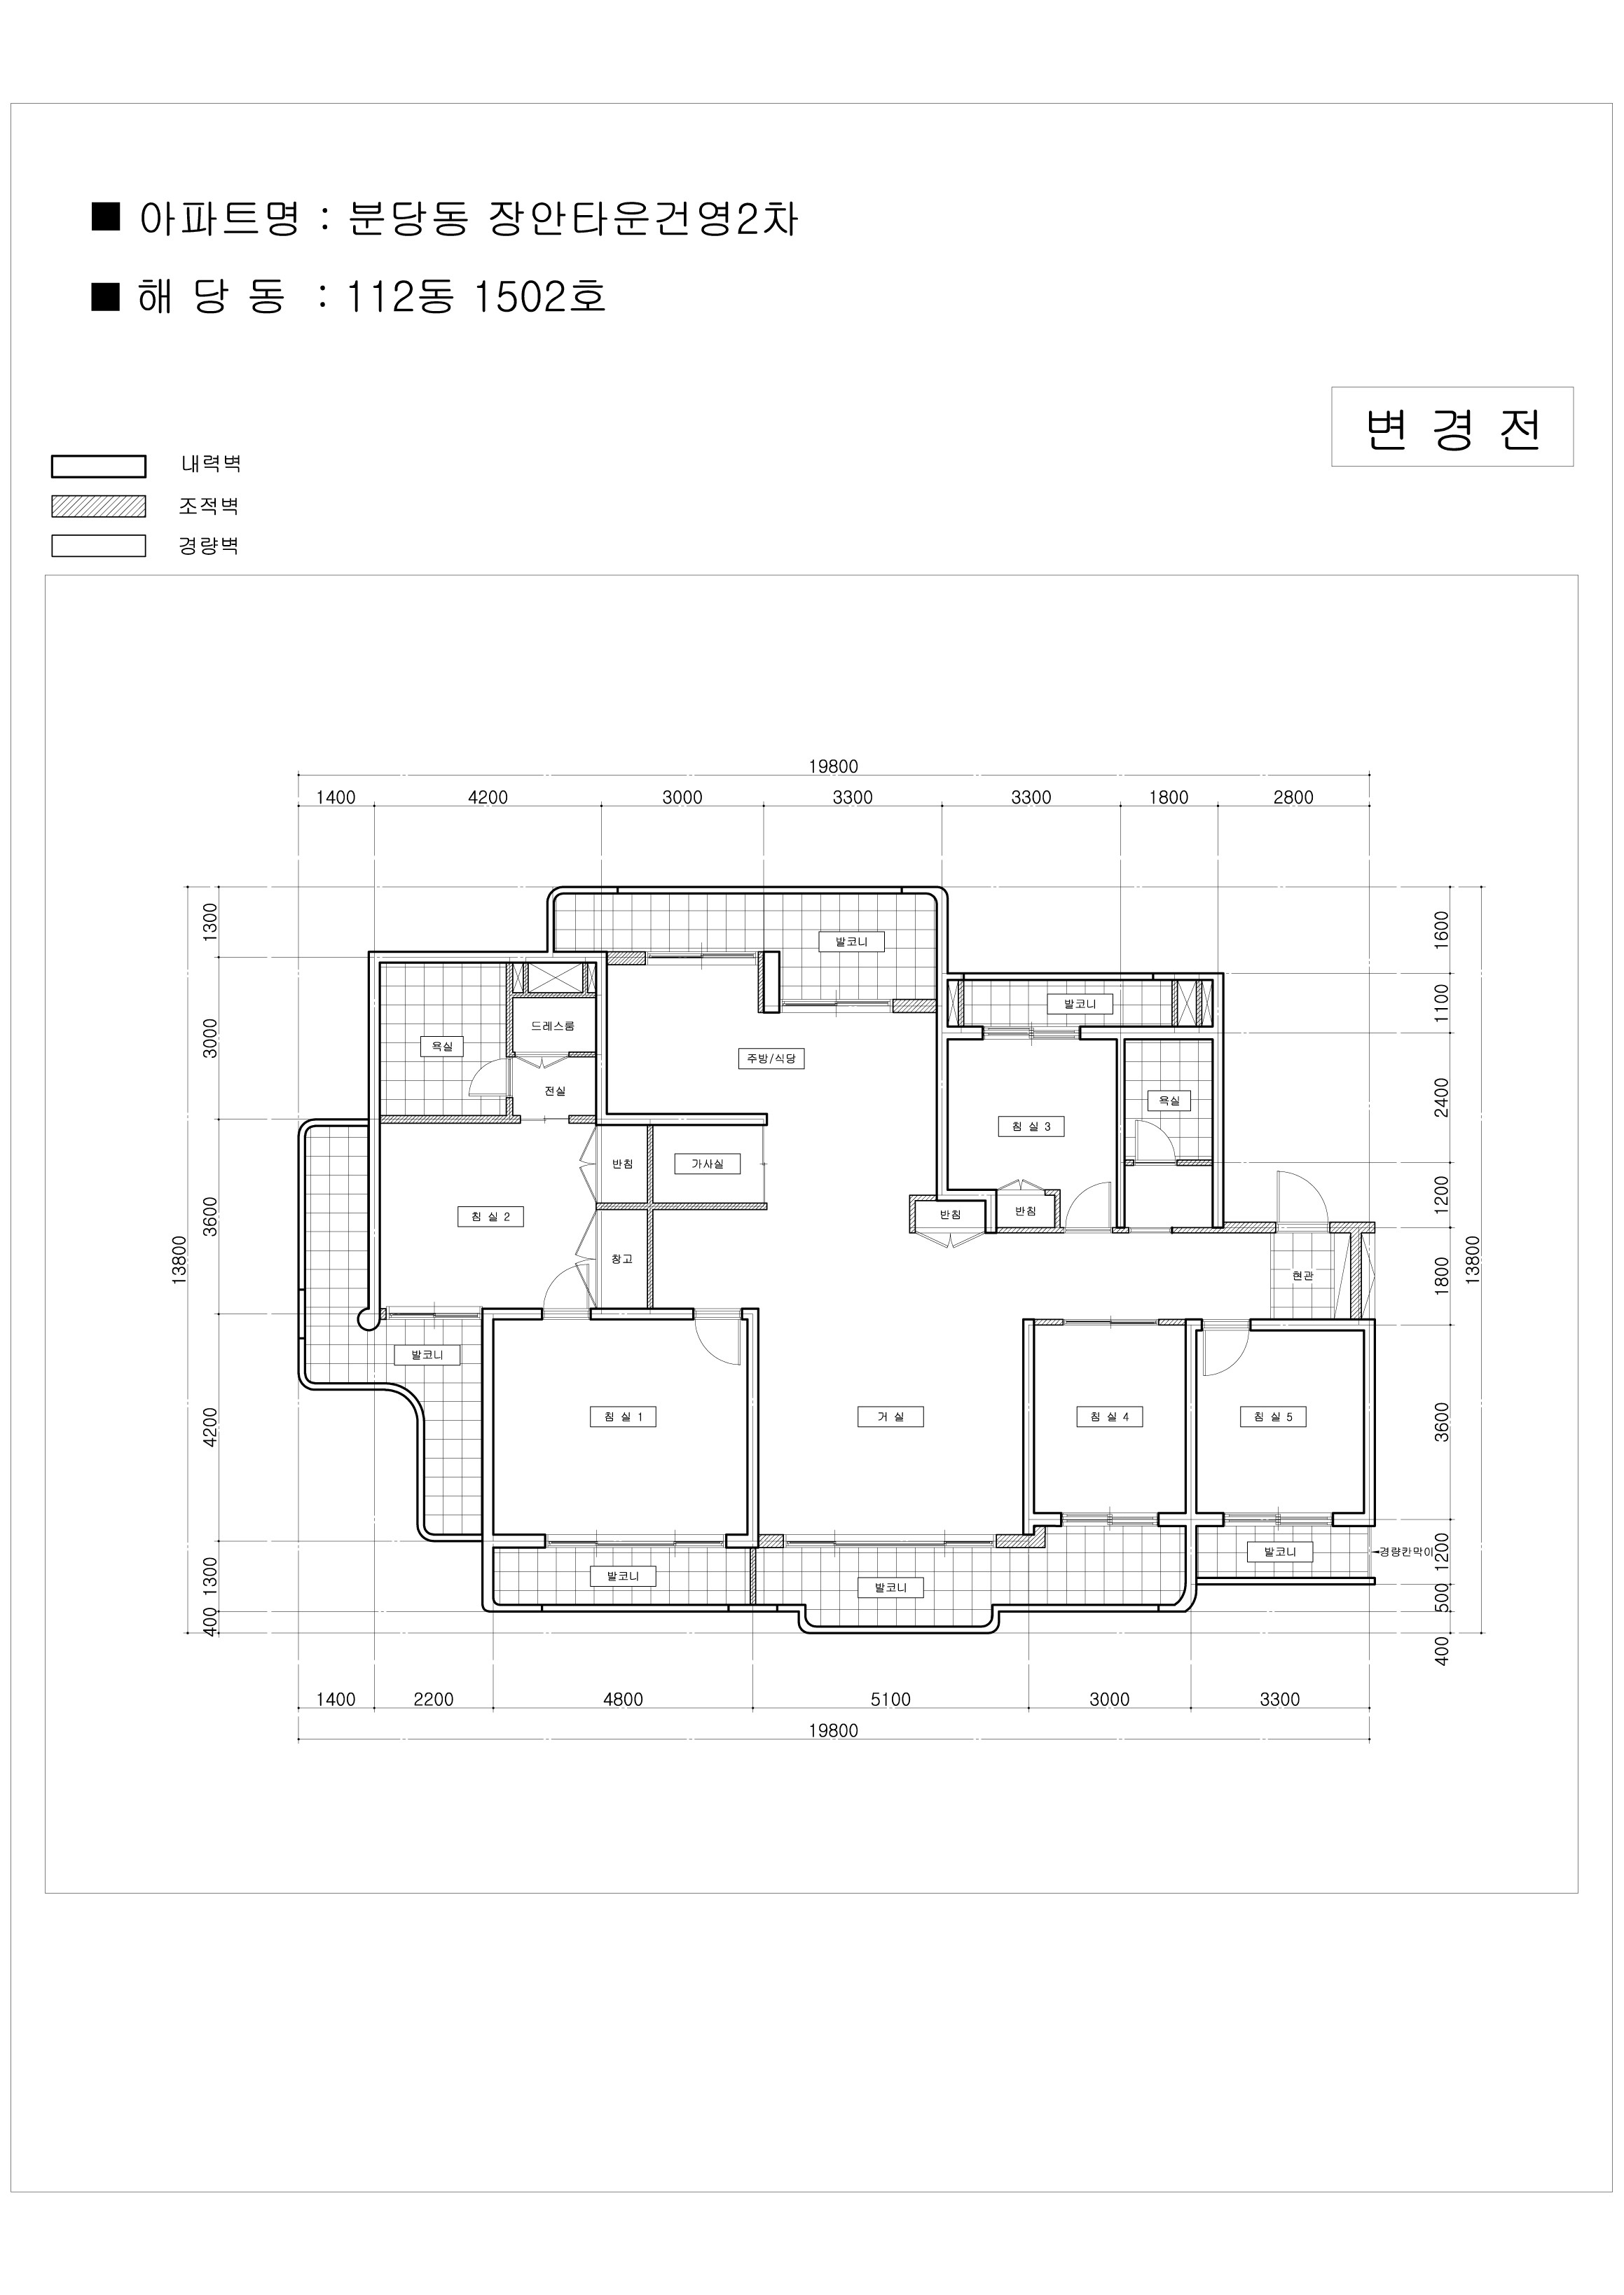 ■ 아파트명 : 분당동 장안타운건영2차
■ 해 당 동 : 112동 1502호
변 경 전
내력벽
조적벽
경량벽
19800
1400 4200 3000 3300 3300 1800 2800
13800
1300
3000
3600
4200
1300
400
발코니
발코니
드레스룸
욕실
주방/식당
전실
욕실
침 실 3
반침
가사실
침 실 2
반침
반침
창고
현관
발코니
침 실 1
거 실
침 실 4
침 실 5
발코니
경량칸막이
발코니
발코니
1600
1100
2400
1200
1800
3600
1200
500
400
13800
1400 2200 4800 5100 3000 3300
19800